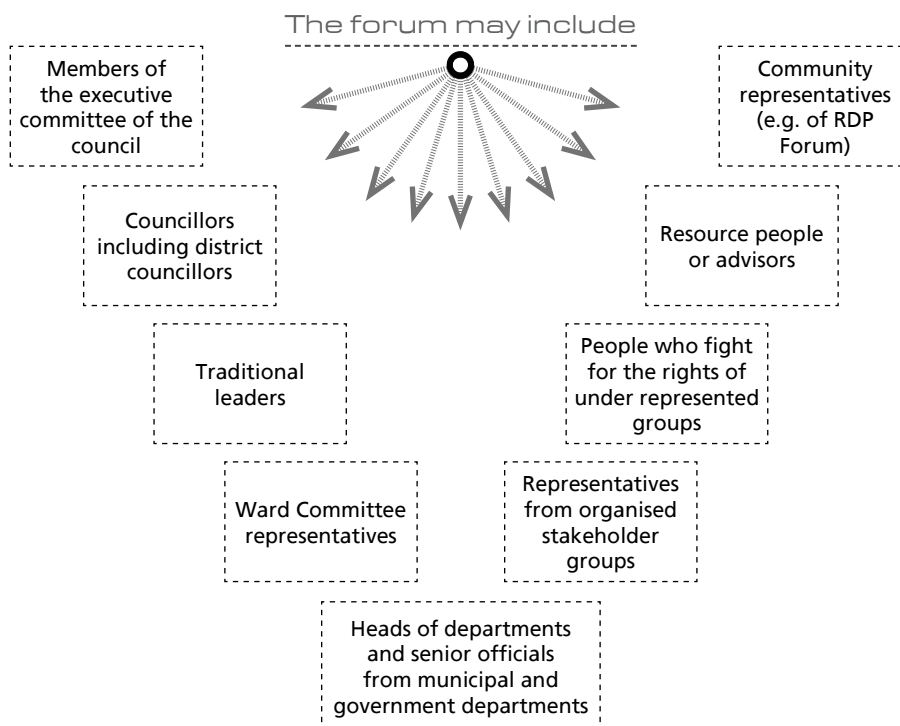 The forum may include
Members of
the executive
committee of the
council
Community
representatives
(e.g. of RDP
Forum)
Councillors
including district
councillors
Resource people
or advisors
Traditional
leaders
People who fight
for the rights of
under represented
groups
Ward Committee
representatives
Representatives
from organised
stakeholder
groups
Heads of departments
and senior officials
from municipal and
government departments